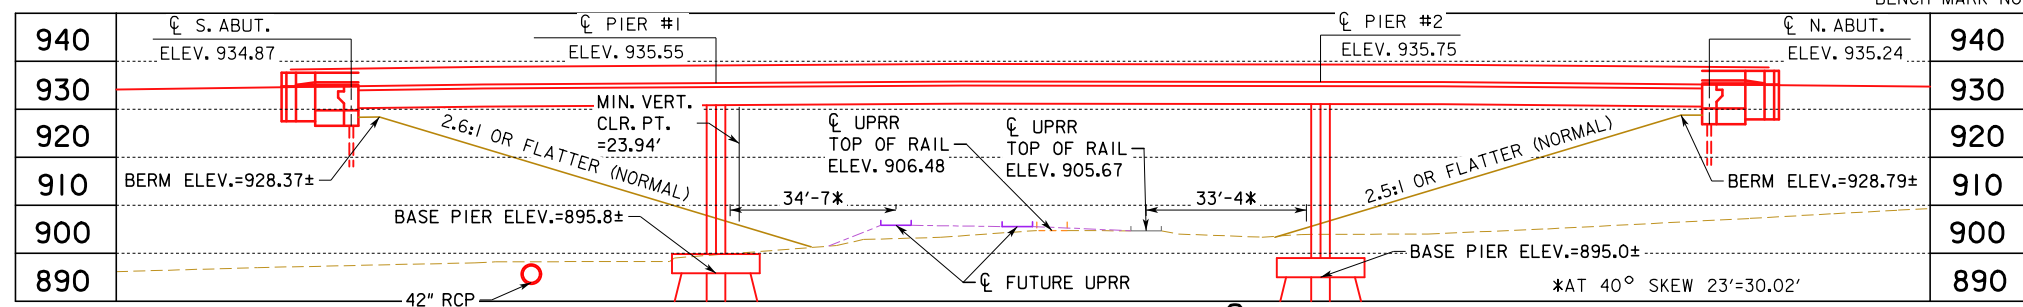 BENCH MARK NO
940
930
920
910
900
890
℄ S. ABUT.
ELEV. 934.87
℄ PIER #1
ELEV. 935.55
℄ PIER #2
ELEV. 935.75
℄ N. ABUT.
ELEV. 935.24
MIN. VERT.
CLR. PT.
=23.94'
2.6:1 OR FLATTER (NORMAL)
℄ UPRR
TOP OF RAIL
ELEV. 906.48
℄ UPRR
TOP OF RAIL
ELEV. 905.67
2.5:1 OR FLATTER (NORMAL)
BERM ELEV.=928.37±
34'-7*
33'-4*
BERM ELEV.=928.79±
BASE PIER ELEV.=895.8±
BASE PIER ELEV.=895.0±
℄ FUTURE UPRR
*AT 40° SKEW 23'=30.02'
42" RCP
940
930
920
910
900
890